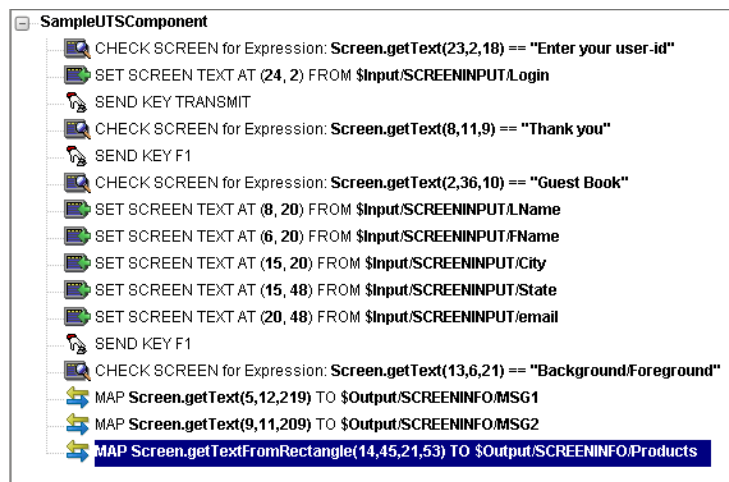 SampleUTSComponent
CHECK SCREEN for Expression: Screen.getText(23,2,18) == "Enter your user-id"
SET SCREEN TEXT AT (24, 2) FROM $Input/SCREENINPUT/Login
SEND KEY TRANSMIT
CHECK SCREEN for Expression: Screen.getText(8,11,9) == "Thank you"
SEND KEY F1
CHECK SCREEN for Expression: Screen.getText(2,36,10) == "Guest Book"
SET SCREEN TEXT AT (8, 20) FROM $Input/SCREENINPUT/LName
SET SCREEN TEXT AT (6, 20) FROM $Input/SCREENINPUT/FName
SET SCREEN TEXT AT (15, 20) FROM $Input/SCREENINPUT/City
SET SCREEN TEXT AT (15, 48) FROM $Input/SCREENINPUT/State
SET SCREEN TEXT AT (20, 48) FROM $Input/SCREENINPUT/email
SEND KEY F1
CHECK SCREEN for Expression: Screen.getText(13,6,21) == "Background/Foreground"
MAP Screen.getText(5,12,219) TO $Output/SCREENINFO/MSG1
MAP Screen.getText(9,11,209) TO $Output/SCREENINFO/MSG2
MAP Screen.getTextFromRectangle(14,45,21,53) TO $Output/SCREENINFO/Products